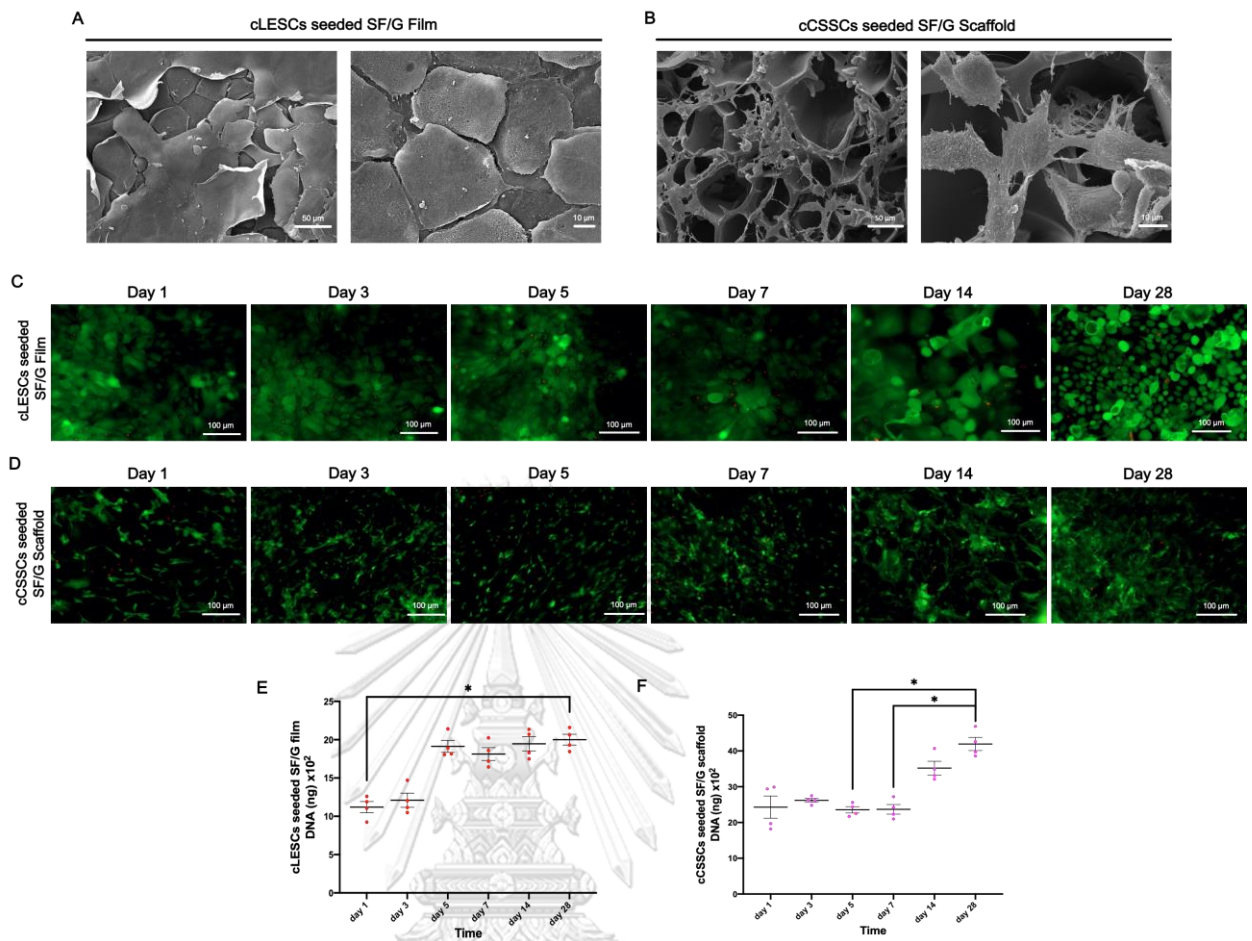 A
cLESCs seeded SF/G Film
B
cCSSCs seeded SF/G Scaffold
50 µm
10 µm
50 µm
10 µm
C
Day 1
Day 3
Day 5
Day 7
Day 14
Day 28
cLESCs seeded
SF/G Film
100 µm
100 µm
100 µm
100 µm
100 µm
100 µm
D
Day 1
Day 3
Day 5
Day 7
Day 14
Day 28
cCSSCs seeded
SF/G Scaffold
100 µm
100 µm
100 µm
100 µm
100 µm
100 µm
E
*
cLESCs seeded SF/G film
DNA (ng) x10²
25
20
15
10
5
0
day 1
day 3
day 5
day 7
day 14
day 28
Time
F
*
*
cCSSCs seeded SF/G scaffold
DNA (ng) x10²
50
40
30
20
10
0
day 1
day 3
day 5
day 7
day 14
day 28
Time